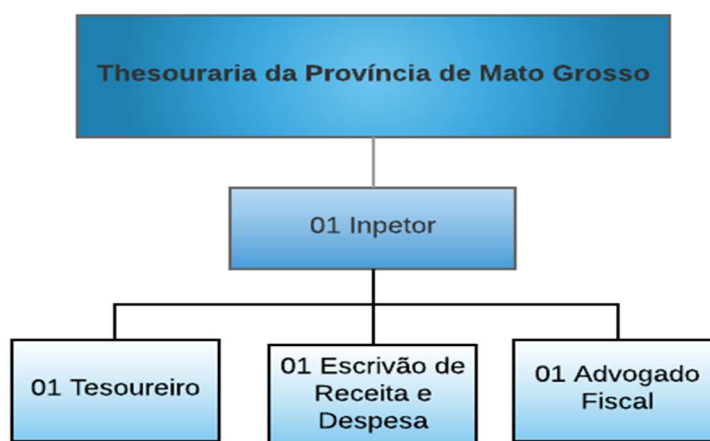 Thesouraria da Província de Mato Grosso
01 Inpetor
01 Tesoureiro
01 Escrivão de
Receita e
Despesa
01 Advogado
Fiscal